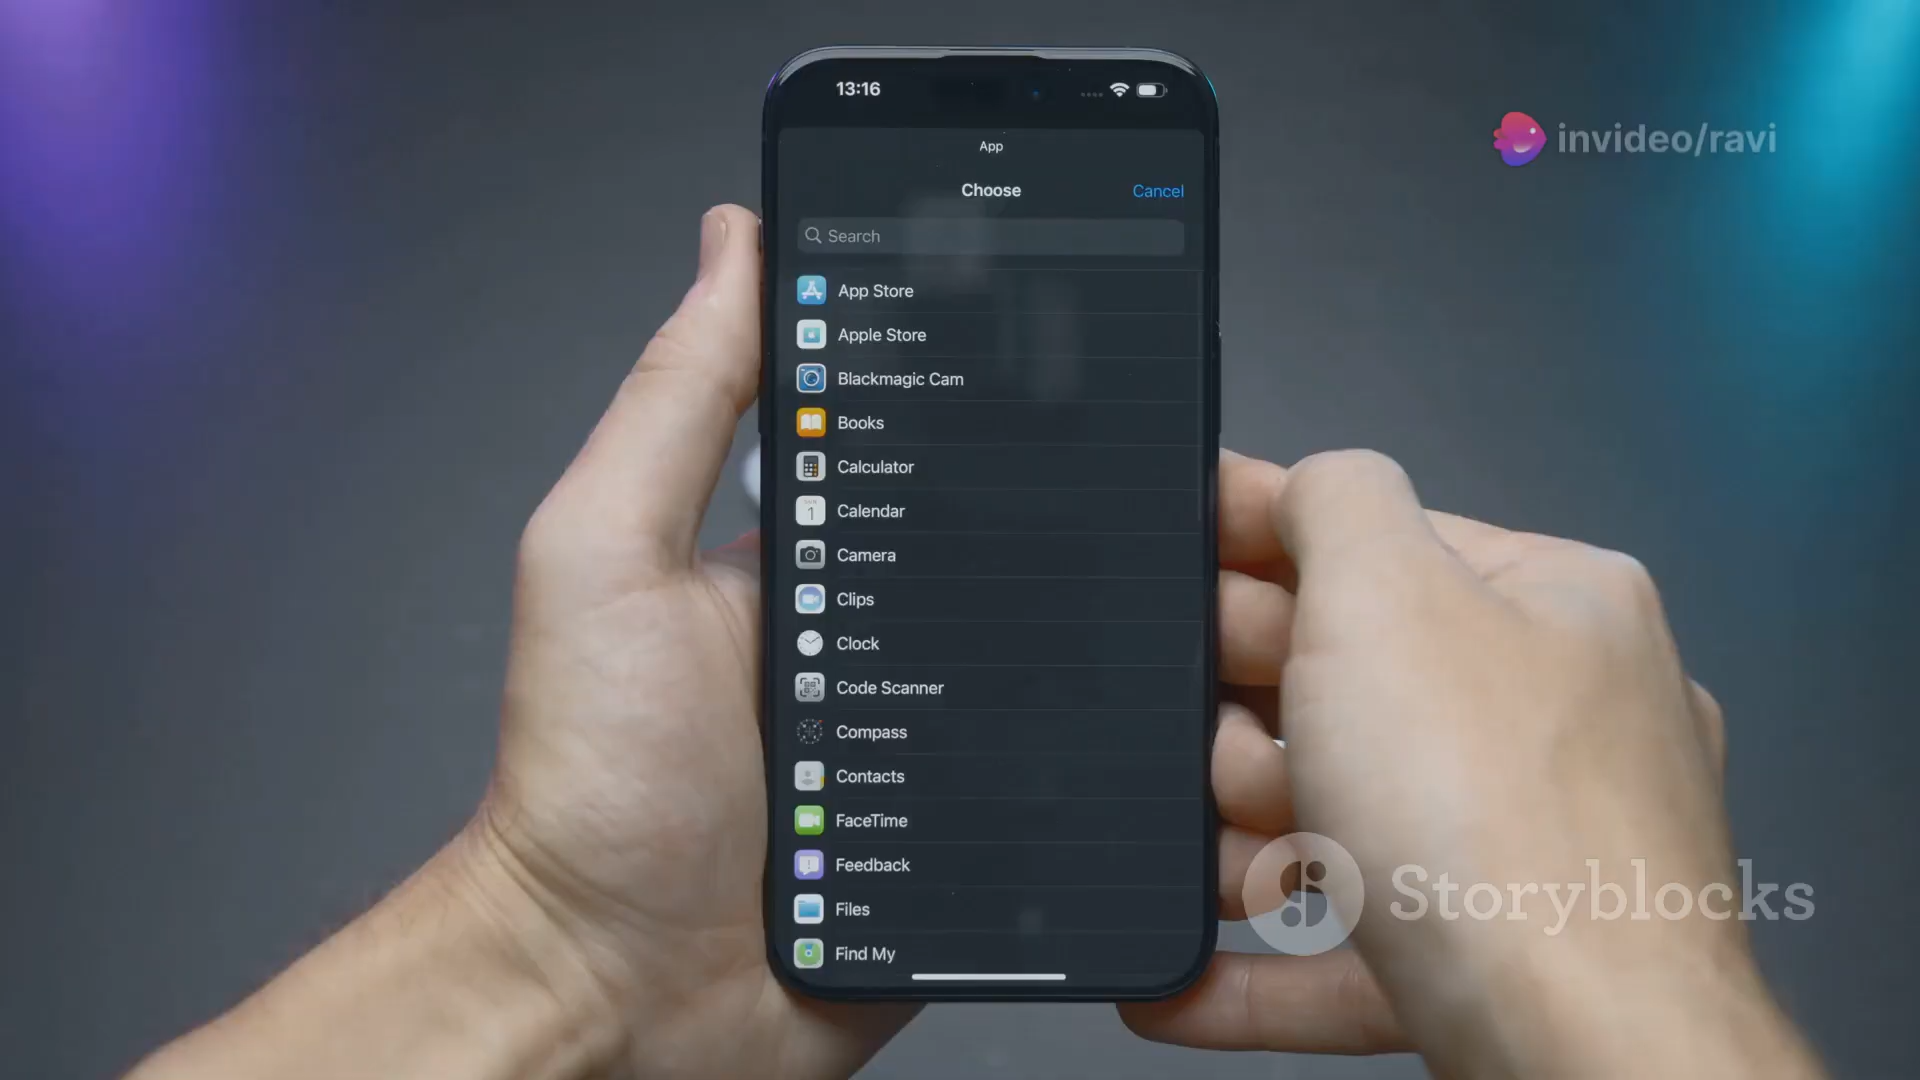 13:16
invideo/ravi
App
Choose
Cancel
Search
App Store
Apple Store
Blackmagic Cam
Books
Calculator
1
Calendar
Camera
Clips
Clock
Code Scanner
Compass
Contacts
FaceTime
Feedback
Storyblocks
Files
Find My